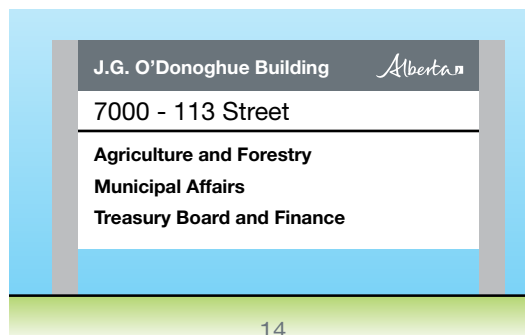 J.G. O’Donoghue Building Alberta
7000 - 113 Street
Agriculture and Forestry
Municipal Affairs
Treasury Board and Finance
14